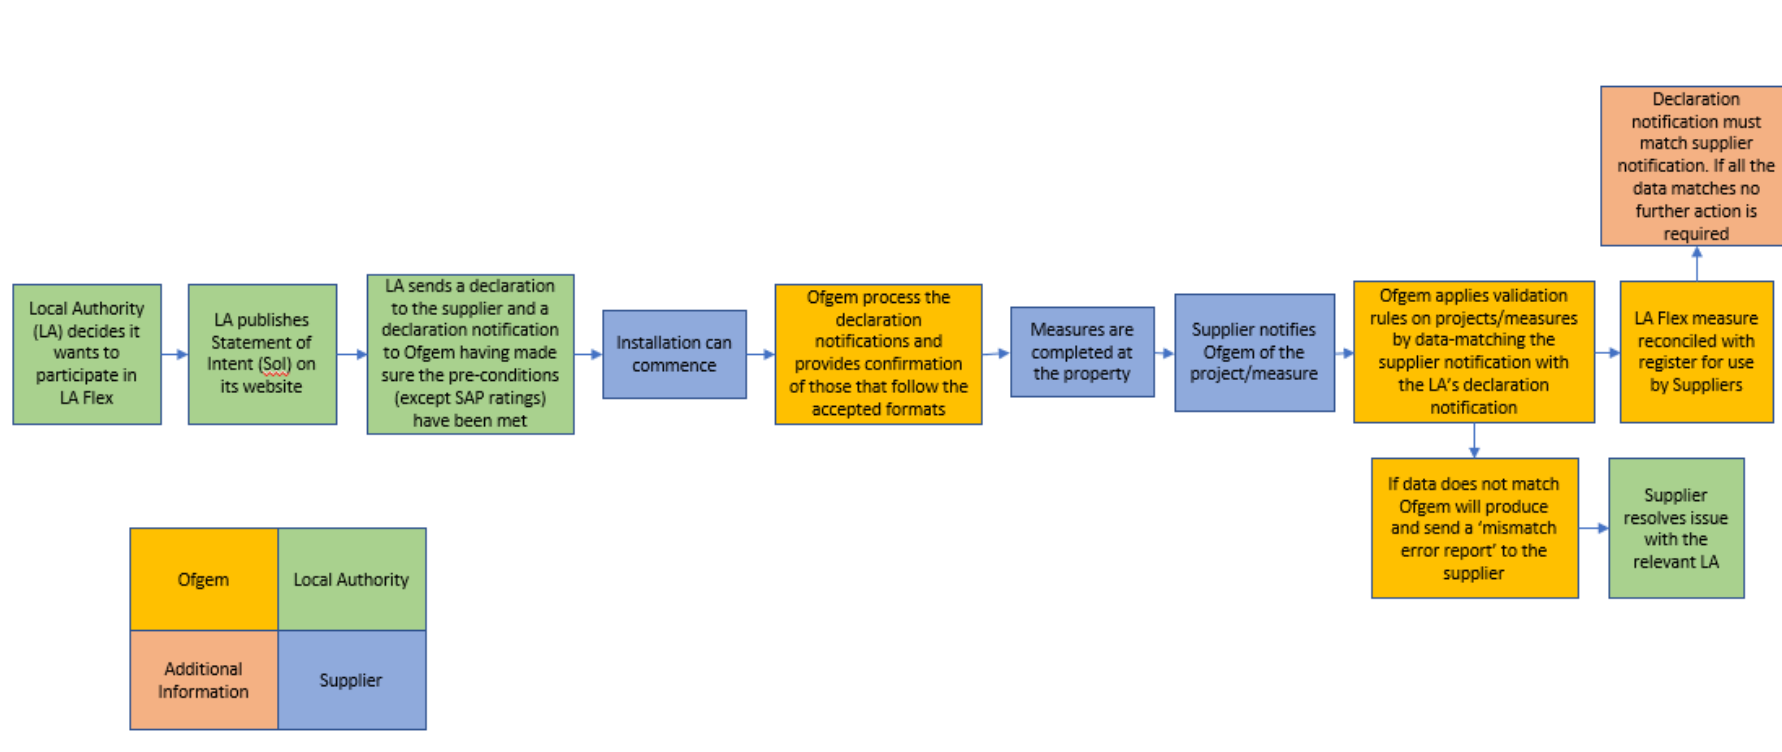 Local Authority
(LA) decides it
wants to
participate in
LA Flex
LA publishes
Statement of
Intent (SoI) on
its website
LA sends a declaration
to the supplier and a
declaration notification
to Ofgem having made
sure the pre-conditions
(except SAP ratings)
have been met
Installation can
commence
Ofgem process the
declaration
notifications and
provides confirmation
of those that follow the
accepted formats
Measures are
completed at
the property
Supplier notifies
Ofgem of the
project/measure
Ofgem applies validation
rules on projects/measures
by data-matching the
supplier notification with
the LA's declaration
notification
LA Flex measure
reconciled with
register for use
by Suppliers
Declaration
notification must
match supplier
notification. If all the
data matches no
further action is
required
If data does not match
Ofgem will produce
and send a 'mismatch
error report' to the
supplier
Supplier
resolves issue
with the
relevant LA
Ofgem
Local Authority
Additional
Information
Supplier